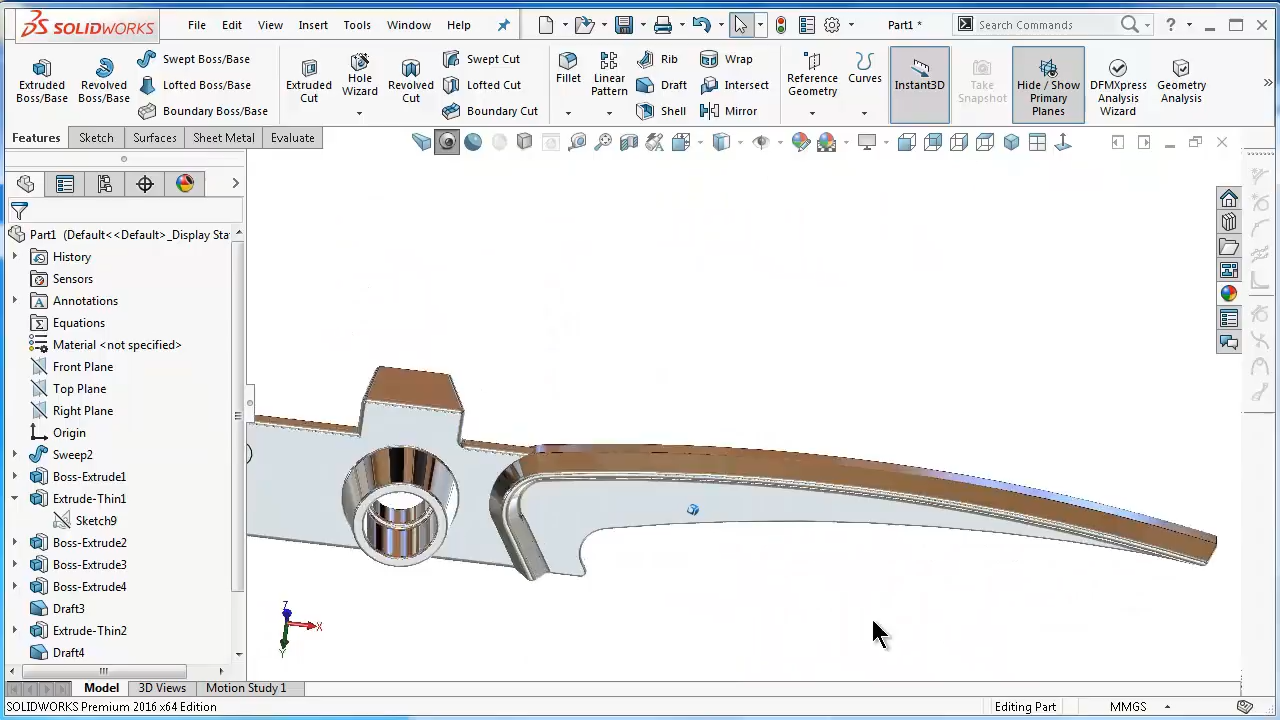 SOLIDWORKS
File Edit View Insert Tools Window Help
Part1 *
Search Commands
Extruded Boss/Base
Revolved Boss/Base
Swept Boss/Base
Lofted Boss/Base
Boundary Boss/Base
Extruded Cut
Hole Wizard
Revolved Cut
Swept Cut
Lofted Cut
Boundary Cut
Fillet
Linear Pattern
Rib
Draft
Shell
Wrap
Intersect
Mirror
Reference Geometry
Curves
Instant3D
Take Snapshot
Hide / Show Primary Planes
DFMXpress Analysis Wizard
Geometry Analysis
Features Sketch Surfaces Sheet Metal Evaluate
Part1 (Default<<Default>_Display Sta
History
Sensors
Annotations
Equations
Material <not specified>
Front Plane
Top Plane
Right Plane
Origin
Sweep2
Boss-Extrude1
Extrude-Thin1
Sketch9
Boss-Extrude2
Boss-Extrude3
Boss-Extrude4
Draft3
Extrude-Thin2
Draft4
Z
X
Y
Model 3D Views Motion Study 1
SOLIDWORKS Premium 2016 x64 Edition
Editing Part
MMGS